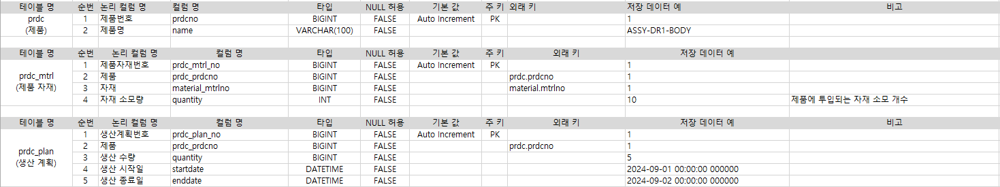 테이블 명 순번 논리 컬럼 명 컬럼 명 타입 NULL 허용 기본 값 주 키 외래 키 저장 데이터 예 비고
prdc (제품) 1 제품번호 prdcno BIGINT FALSE Auto Increment PK 1
2 제품명 name VARCHAR(100) FALSE ASSY-DR1-BODY
테이블 명 순번 논리 컬럼 명 컬럼 명 타입 NULL 허용 기본 값 주 키 외래 키 저장 데이터 예 비고
prdc_mtrl (제품 자재) 1 제품자재번호 prdc_mtrl_no BIGINT FALSE Auto Increment PK 1
2 제품 prdc_prdcno BIGINT FALSE prdc.prdcno 1
3 자재 material_mtrlno BIGINT FALSE material.mtrlno 1
4 자재 소모량 quantity INT FALSE 10 제품에 투입되는 자재 소모 개수
테이블 명 순번 논리 컬럼 명 컬럼 명 타입 NULL 허용 기본 값 주 키 외래 키 저장 데이터 예 비고
prdc_plan (생산 계획) 1 생산계획번호 prdc_plan_no BIGINT FALSE Auto Increment PK 1
2 제품 prdc_prdcno BIGINT FALSE prdc.prdcno 1
3 생산 수량 quantity BIGINT FALSE 5
4 생산 시작일 startdate DATETIME FALSE 2024-09-01 00:00:00 000000
5 생산 종료일 enddate DATETIME FALSE 2024-09-02 00:00:00 000000